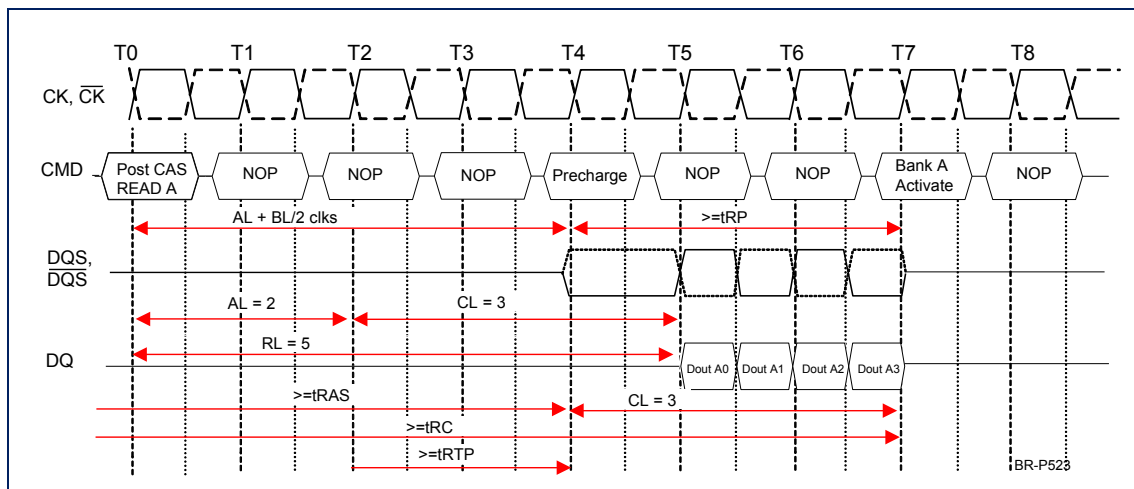 T0 T1 T2 T3 T4 T5 T6 T7 T8
CK, CK
CMD
Post CAS
READ A
NOP
NOP
NOP
Precharge
NOP
NOP
Bank A
Activate
NOP
AL + BL/2 clks
>=tRP
DQS,
DQS
AL = 2
CL = 3
RL = 5
DQ
Dout A0
Dout A1
Dout A2
Dout A3
>=tRAS
CL = 3
>=tRC
>=tRTP
BR-P523